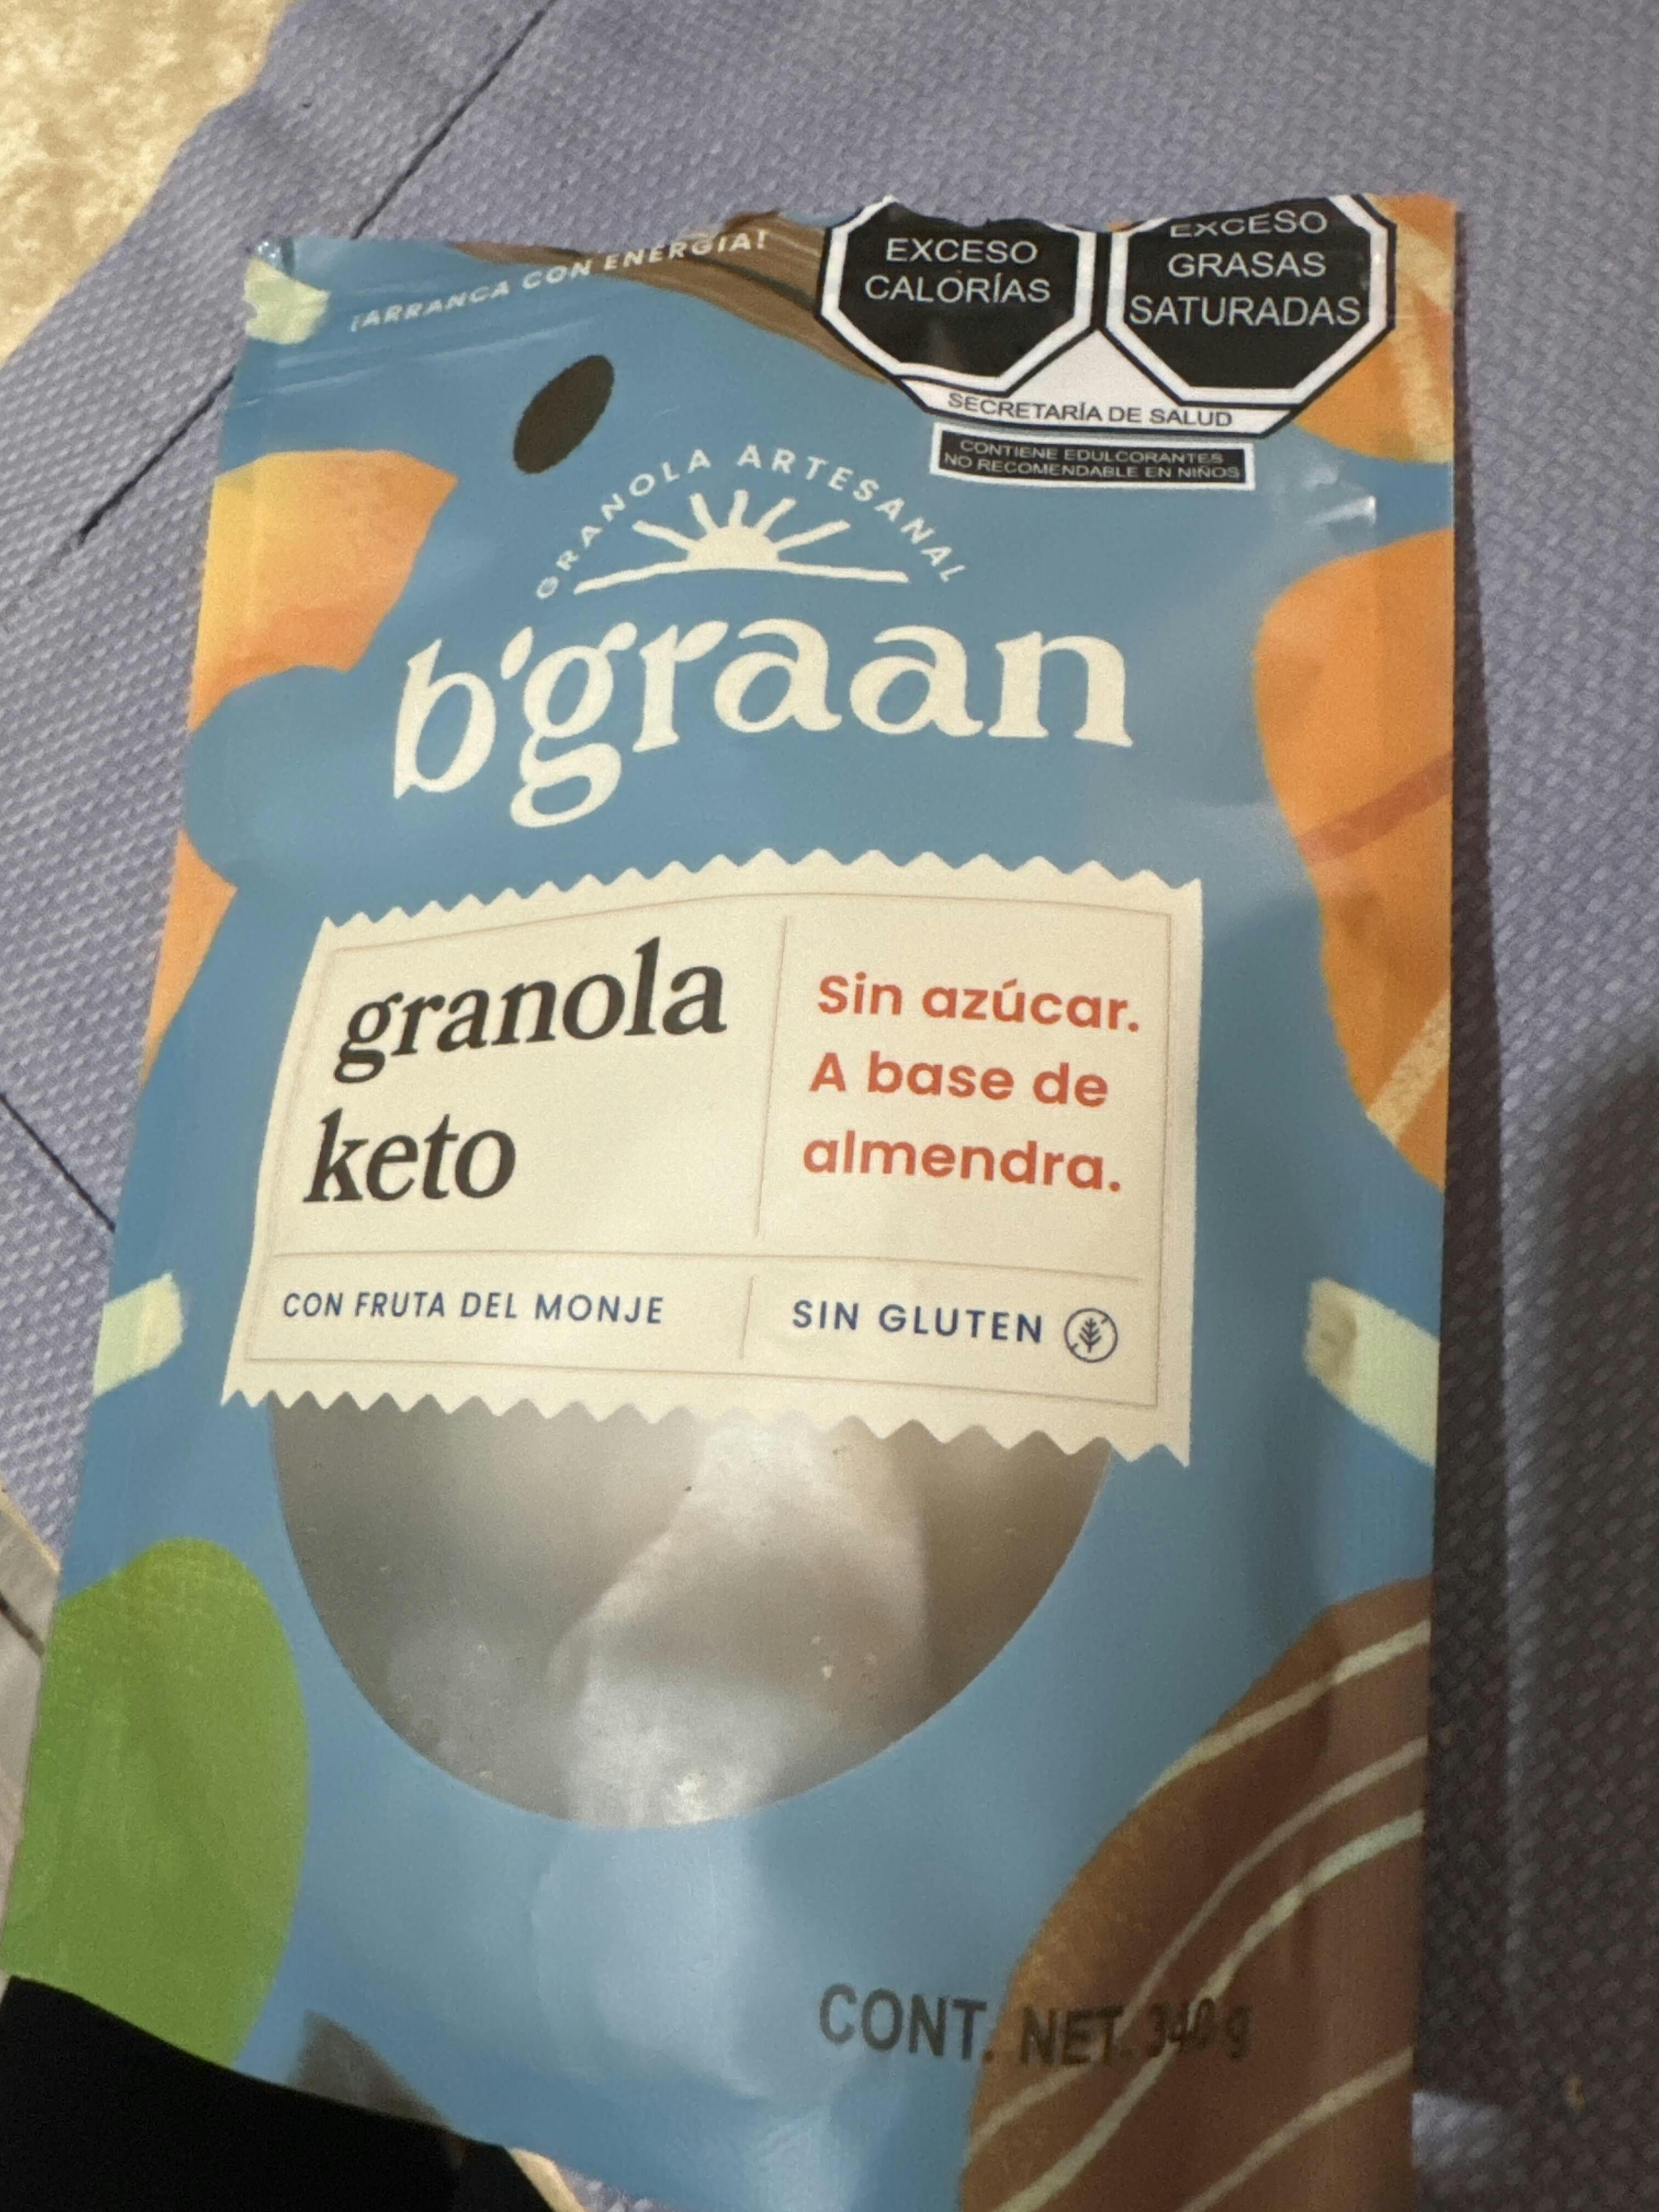 ¡ARRANCA CON ENERGÍA!
EXCESO
CALORÍAS
EXCESO
GRASAS
SATURADAS
SECRETARÍA DE SALUD
CONTIENE EDULCORANTES
NO RECOMENDABLE EN NIÑOS
GRANOLA ARTESANAL
b'graan
granola
keto
Sin azúcar.
A base de
almendra.
CON FRUTA DEL MONJE
SIN GLUTEN
CONT. NET. 340 g